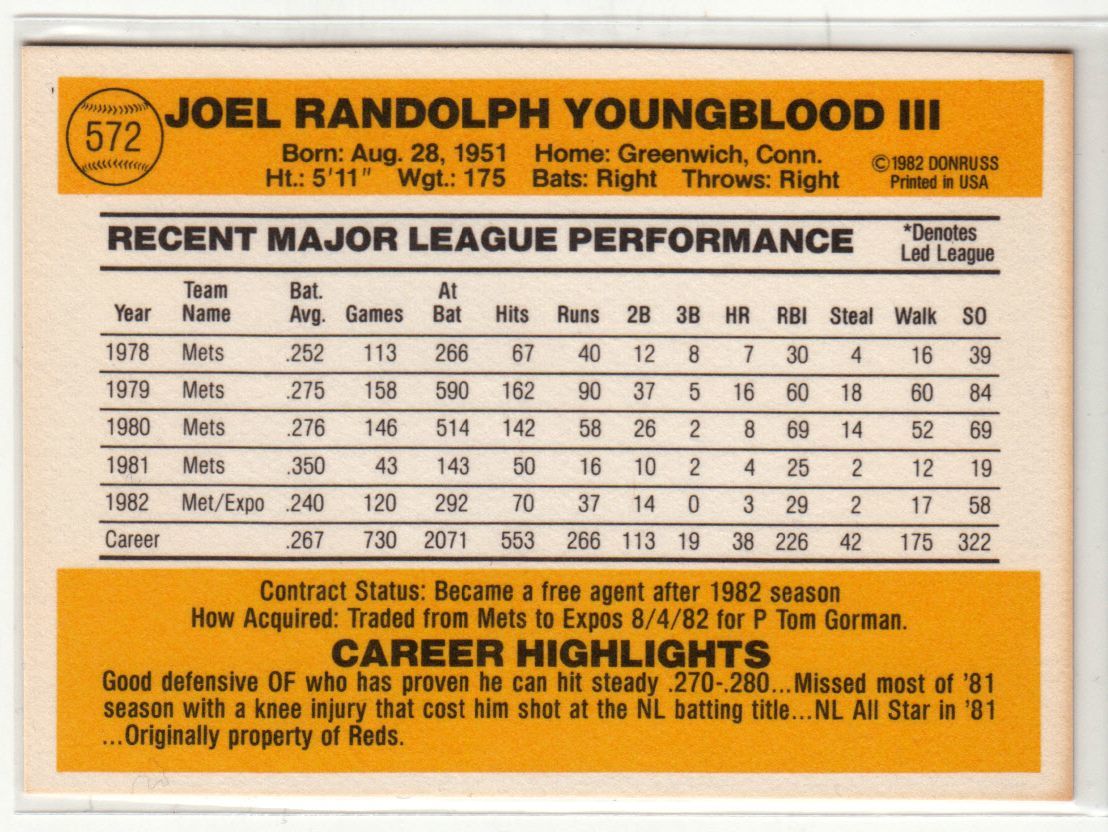 572
JOEL RANDOLPH YOUNGBLOOD III
Born: Aug. 28, 1951 Home: Greenwich, Conn.
Ht.: 5'11" Wgt.: 175 Bats: Right Throws: Right
©1982 DONRUSS
Printed in USA
RECENT MAJOR LEAGUE PERFORMANCE
*Denotes
Led League
Year Team Name Bat. Avg. Games At Bat Hits Runs 2B 3B HR RBI Steal Walk SO
1978 Mets .252 113 266 67 40 12 8 7 30 4 16 39
1979 Mets .275 158 590 162 90 37 5 16 60 18 60 84
1980 Mets .276 146 514 142 58 26 2 8 69 14 52 69
1981 Mets .350 43 143 50 16 10 2 4 25 2 12 19
1982 Met/Expo .240 120 292 70 37 14 0 3 29 2 17 58
Career .267 730 2071 553 266 113 19 38 226 42 175 322
Contract Status: Became a free agent after 1982 season
How Acquired: Traded from Mets to Expos 8/4/82 for P Tom Gorman.
CAREER HIGHLIGHTS
Good defensive OF who has proven he can hit steady .270-.280...Missed most of '81
season with a knee injury that cost him shot at the NL batting title...NL All Star in '81
...Originally property of Reds.